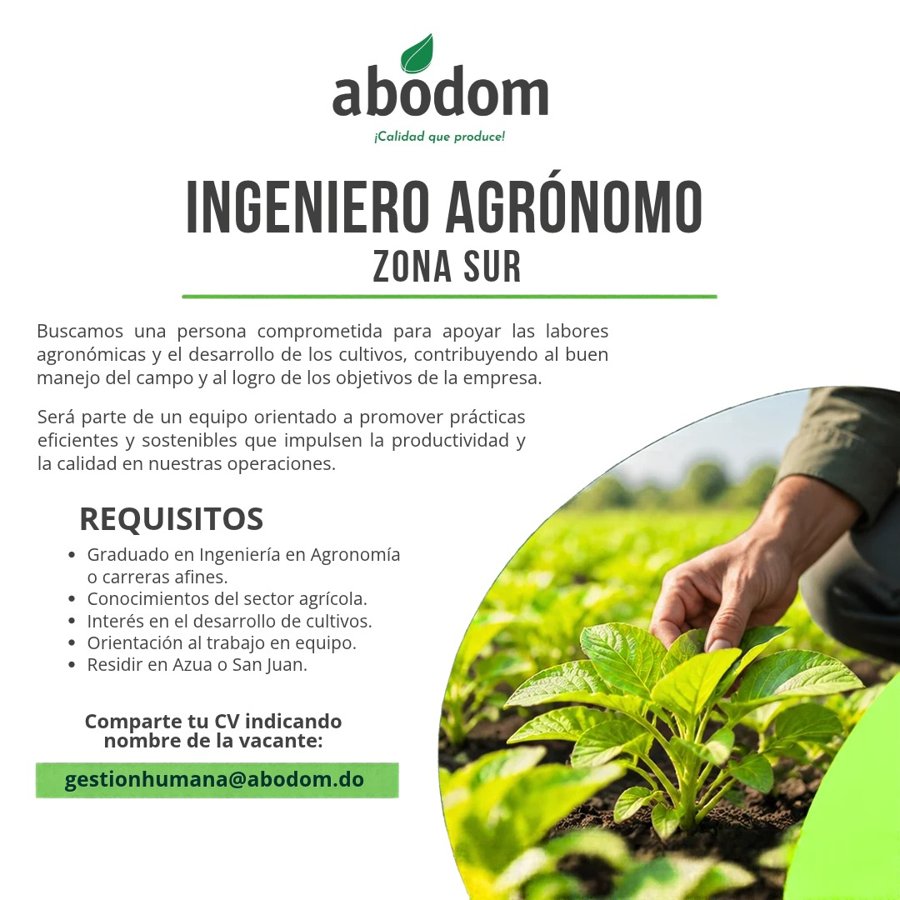 abodom
¡Calidad que produce!
INGENIERO AGRÓNOMO
ZONA SUR
Buscamos una persona comprometida para apoyar las labores
agronómicas y el desarrollo de los cultivos, contribuyendo al buen
manejo del campo y al logro de los objetivos de la empresa.
Será parte de un equipo orientado a promover prácticas
eficientes y sostenibles que impulsen la productividad y
la calidad en nuestras operaciones.
REQUISITOS
• Graduado en Ingeniería en Agronomía
o carreras afines.
• Conocimientos del sector agrícola.
• Interés en el desarrollo de cultivos.
• Orientación al trabajo en equipo.
• Residir en Azua o San Juan.
Comparte tu CV indicando
nombre de la vacante:
gestionhumana@abodom.do